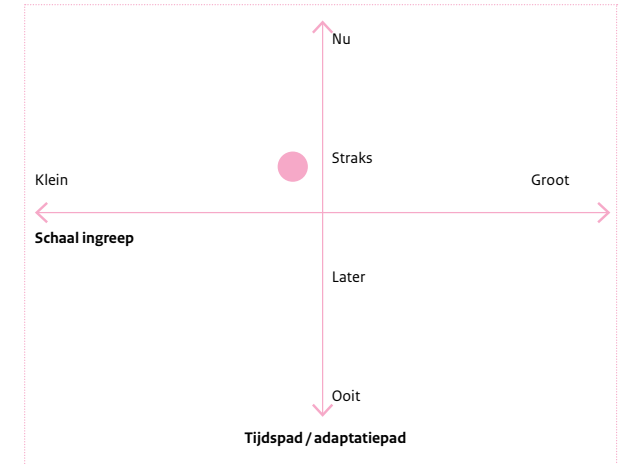 Nu
Straks
Klein
Groot
Schaal ingreep
Later
Ooit
Tijdspad / adaptatiepad